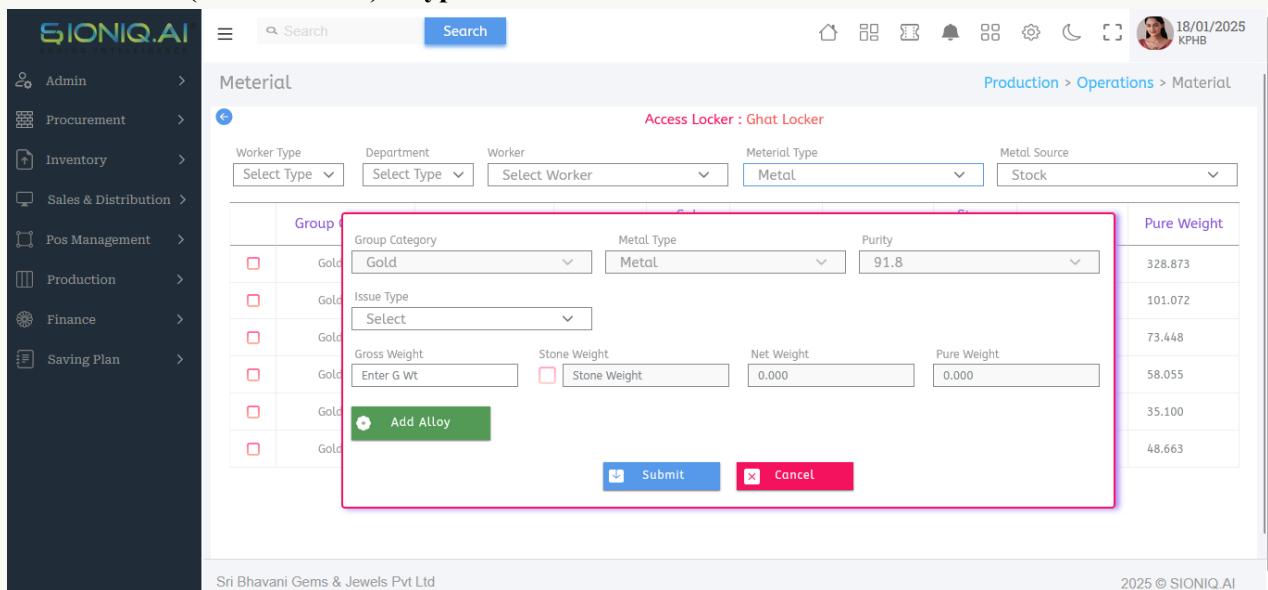 SIONIQ.AI
Search
Search
18/01/2025
KPHB
Admin
Procurement
Inventory
Sales & Distribution
Pos Management
Production
Finance
Saving Plan
Meterial
Production > Operations > Material
Access Locker : Ghat Locker
Worker Type Department Worker Meterial Type Metal Source
Select Type Select Type Select Worker Metal Stock
Group Pure Weight
Gold 328.873
Gold 101.072
Gold 73.448
Gold 58.055
Gold 35.100
Gold 48.663
Group Category Metal Type Purity
Gold Metal 91.8
Issue Type
Select
Gross Weight Stone Weight Net Weight Pure Weight
Enter G Wt Stone Weight 0.000 0.000
Add Alloy
Submit Cancel
Sri Bhavani Gems & Jewels Pvt Ltd 2025 © SIONIQ.AI